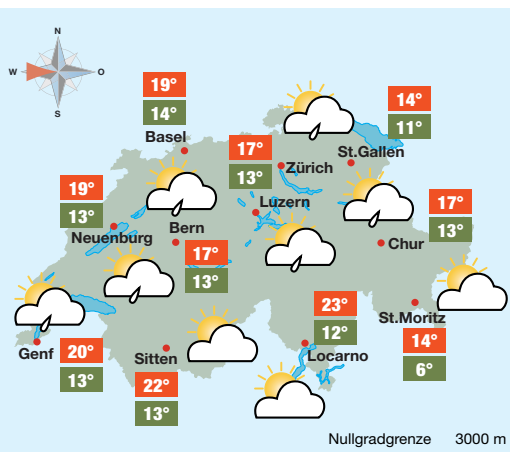 N
W O
S
19°
14°
Basel
14°
11°
St.Gallen
17°
13°
Zürich
Luzern
19°
13°
Neuenburg
Bern
17°
13°
17°
13°
Chur
St.Moritz
14°
6°
23°
12°
Locarno
Genf
20°
13°
Sitten
22°
13°
Nullgradgrenze 3000 m